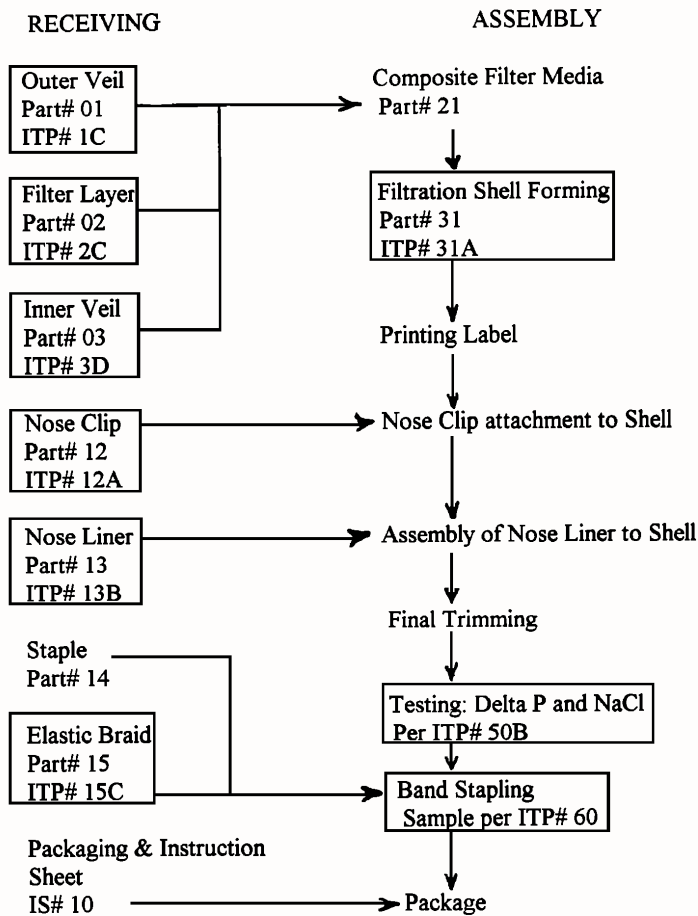 RECEIVING
ASSEMBLY
Outer Veil
Part# 01
ITP# 1C
Filter Layer
Part# 02
ITP# 2C
Inner Veil
Part# 03
ITP# 3D
Nose Clip
Part# 12
ITP# 12A
Nose Liner
Part# 13
ITP# 13B
Staple
Part# 14
Elastic Braid
Part# 15
ITP# 15C
Packaging & Instruction
Sheet
IS# 10
Composite Filter Media
Part# 21
Filtration Shell Forming
Part# 31
ITP# 31A
Printing Label
Nose Clip attachment to Shell
Assembly of Nose Liner to Shell
Final Trimming
Testing: Delta P and NaCl
Per ITP# 50B
Band Stapling
Sample per ITP# 60
Package